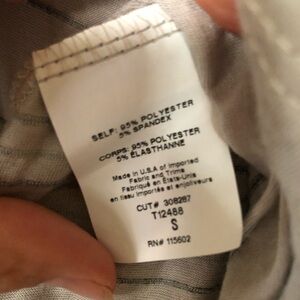 SELF: 95% POLYESTER
5% SPANDEX
CORPS: 95% POLYESTER
5% ÉLASTHANNE
Made in U.S.A of Imported
Fabric and Trims
Fabriqué en États-Unis
en tissu importés et enjoliveurs
CUT# 308287
T12488
S
RN# 115602